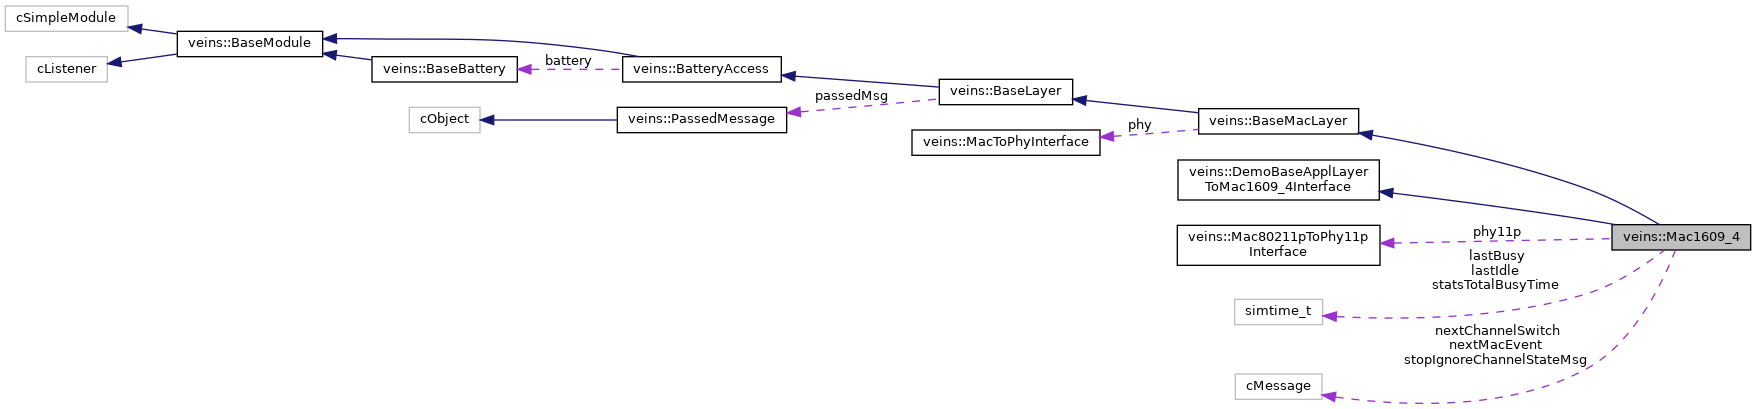 cSimpleModule
veins::BaseModule
cListener
veins::BaseBattery
battery
veins::BatteryAccess
passedMsg
veins::BaseLayer
cObject
veins::PassedMessage
veins::MacToPhyInterface
phy
veins::BaseMacLayer
veins::DemoBaseApplLayer
ToMac1609_4Interface
veins::Mac80211pToPhy11p
Interface
phy11p
veins::Mac1609_4
lastBusy
lastIdle
statsTotalBusyTime
simtime_t
nextChannelSwitch
nextMacEvent
stopIgnoreChannelStateMsg
cMessage